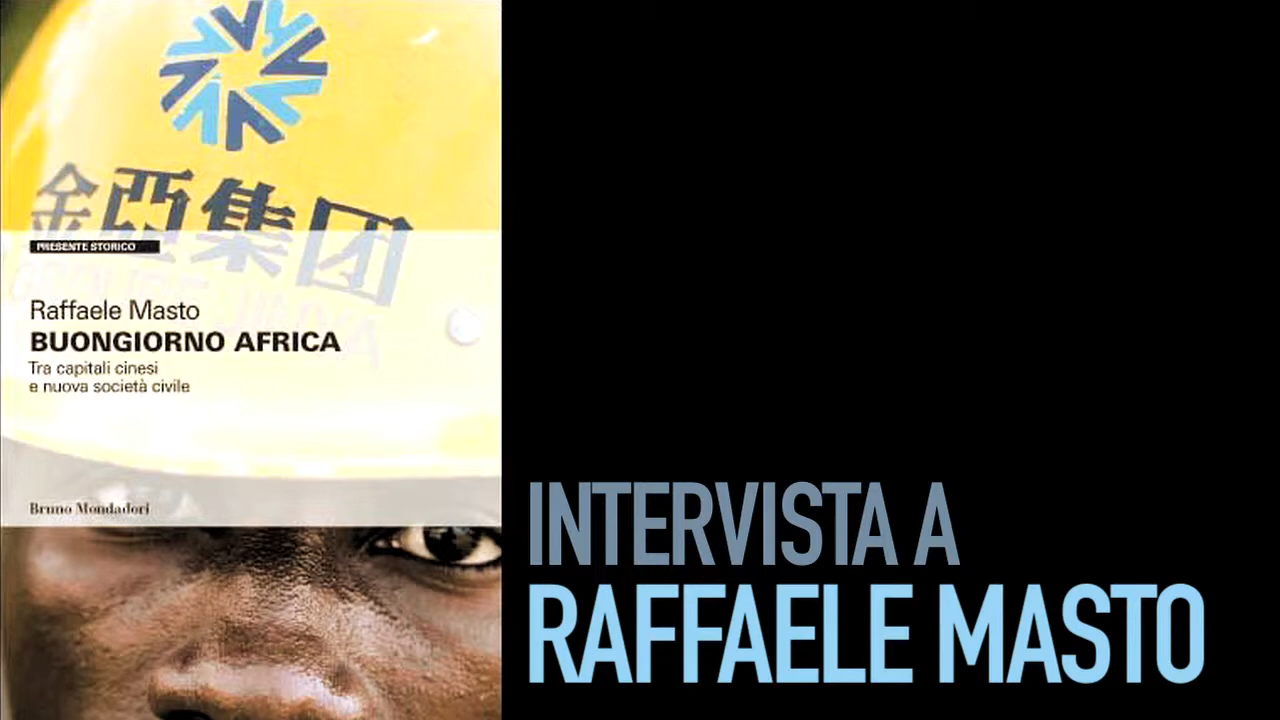 金亞集团
PRESENTE STORICO
Raffaele Masto
BUONGIORNO AFRICA
Tra capitali cinesi
e nuova società civile
Bruno Mondadori
INTERVISTA A
RAFFAELE MASTO